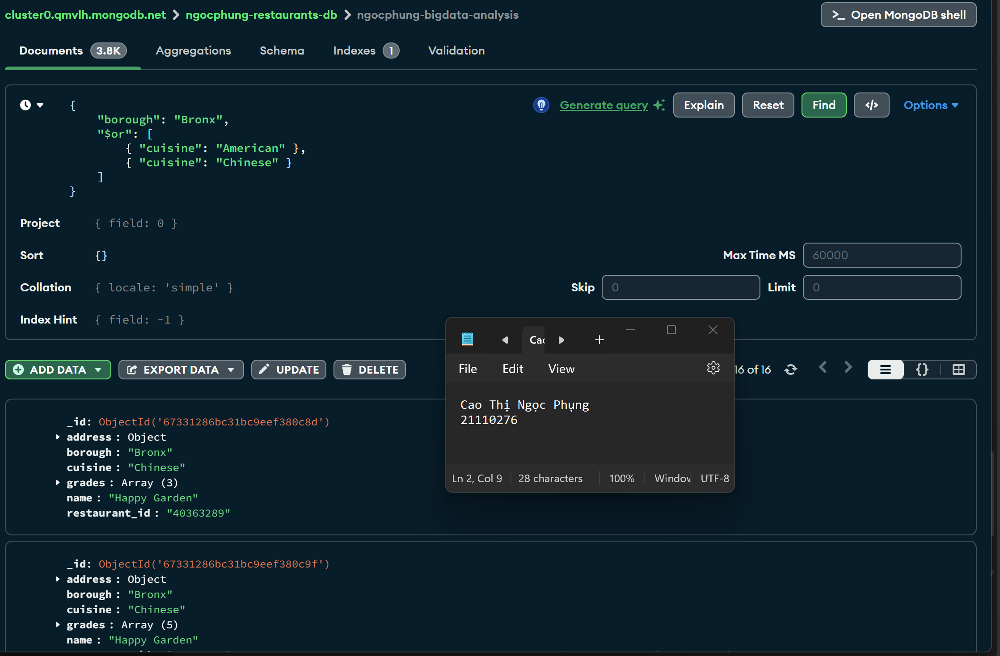 cluster0.qmvlh.mongodb.net > ngocphung-restaurants-db > ngocphung-bigdata-analysis
>_ Open MongoDB shell
Documents 3.8K Aggregations Schema Indexes 1 Validation
{
"borough": "Bronx",
"$or": [
{ "cuisine": "American" },
{ "cuisine": "Chinese" }
]
}
Generate query Explain Reset Find </> Options
Project { field: 0 }
Sort {} Max Time MS 60000
Collation { locale: 'simple' } Skip 0 Limit 0
Index Hint { field: -1 }
ADD DATA EXPORT DATA UPDATE DELETE
16 of 16 {}
Cao
File Edit View
Cao Thị Ngọc Phụng
21110276
Ln 2, Col 9 28 characters 100% Window UTF-8
_id: ObjectId('67331286bc31bc9eef380c8d')
address : Object
borough : "Bronx"
cuisine : "Chinese"
grades : Array (3)
name : "Happy Garden"
restaurant_id : "40363289"
_id: ObjectId('67331286bc31bc9eef380c9f')
address : Object
borough : "Bronx"
cuisine : "Chinese"
grades : Array (5)
name : "Happy Garden"